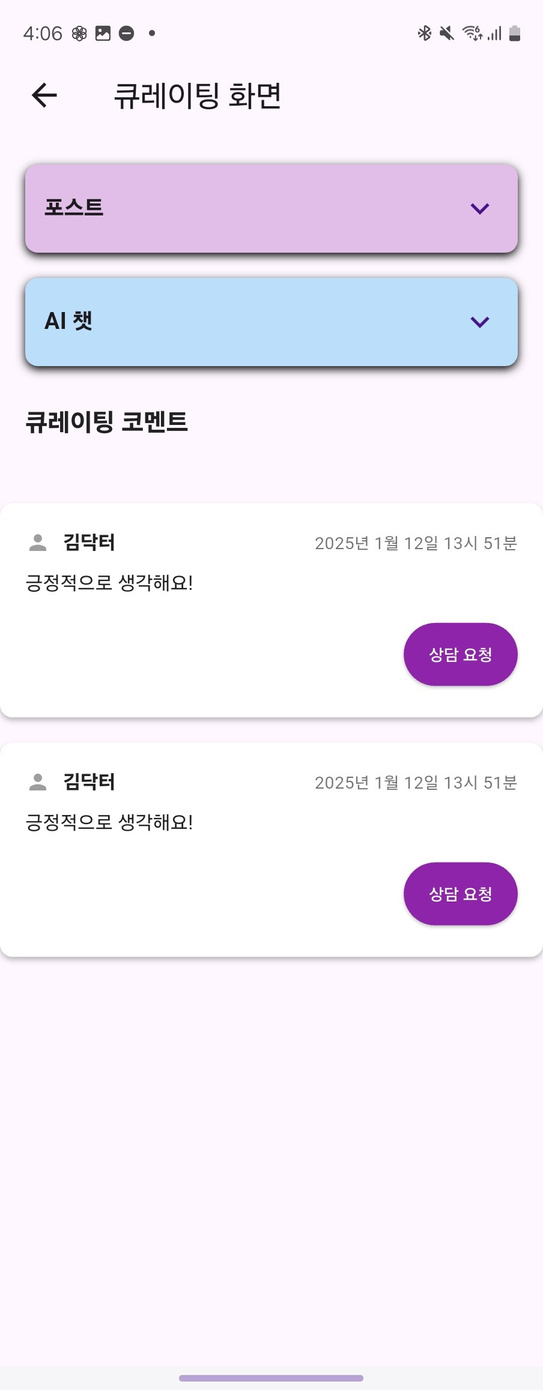 4:06
큐레이팅 화면
포스트
AI 챗
큐레이팅 코멘트
김닥터 2025년 1월 12일 13시 51분
긍정적으로 생각해요!
상담 요청
김닥터 2025년 1월 12일 13시 51분
긍정적으로 생각해요!
상담 요청